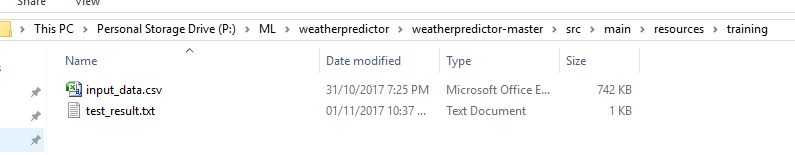 Share View
This PC > Personal Storage Drive (P:) > ML > weatherpredictor > weatherpredictor-master > src > main > resources > training
Name Date modified Type Size
input_data.csv 31/10/2017 7:25 PM Microsoft Office E... 742 KB
test_result.txt 01/11/2017 10:37 ... Text Document 1 KB